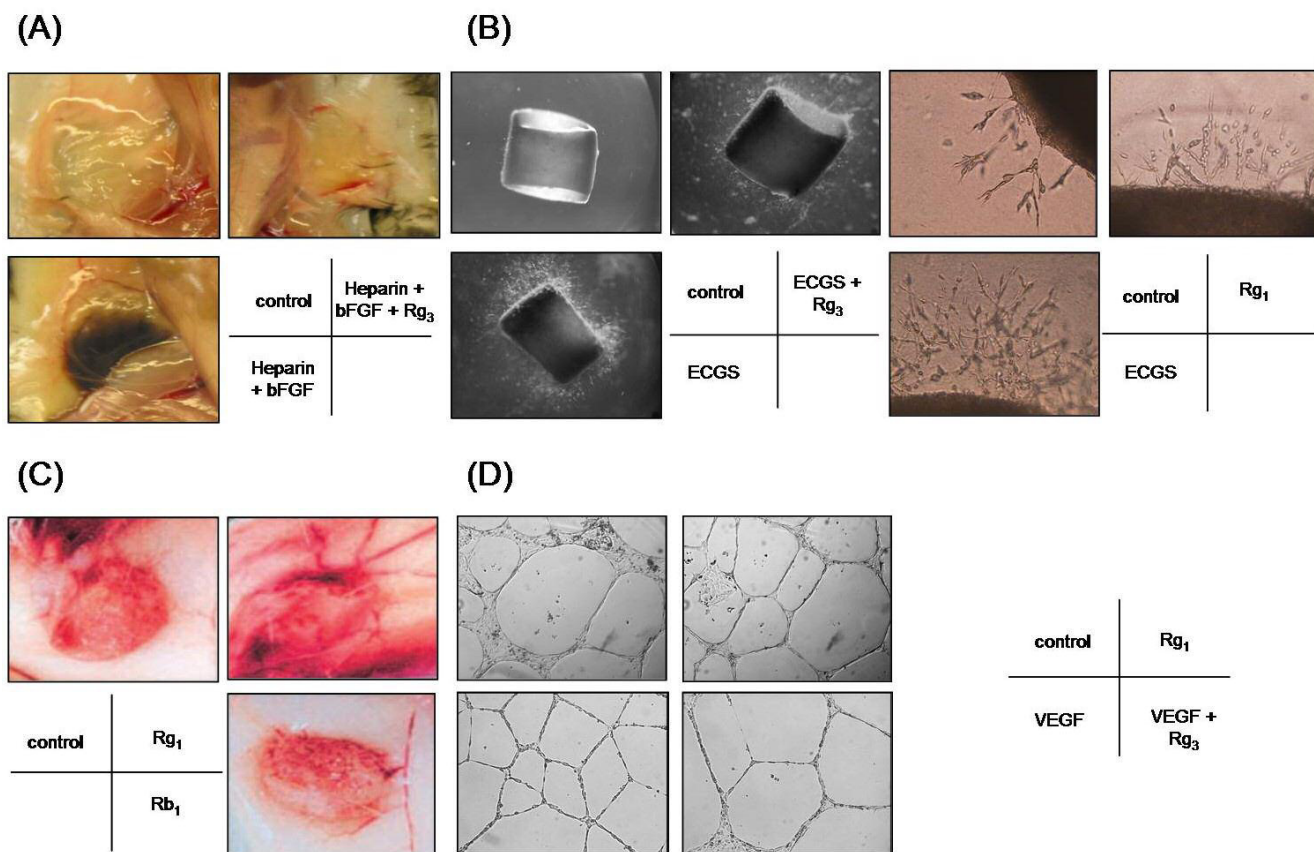 (A)
(B)
control
Heparin +
bFGF + Rg₃
Heparin
+ bFGF
control
ECGS +
Rg₃
ECGS
control
Rg₁
ECGS
(C)
(D)
control
Rg₁
Rb₁
control
Rg₁
VEGF
VEGF +
Rg₃